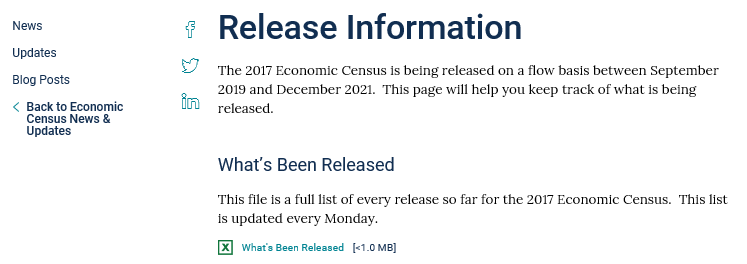 News
Updates
Blog Posts
Back to Economic
Census News &
Updates
Release Information
The 2017 Economic Census is being released on a flow basis between September
2019 and December 2021.  This page will help you keep track of what is being
released.
What's Been Released
This file is a full list of every release so far for the 2017 Economic Census.  This list
is updated every Monday.
What's Been Released [<1.0 MB]